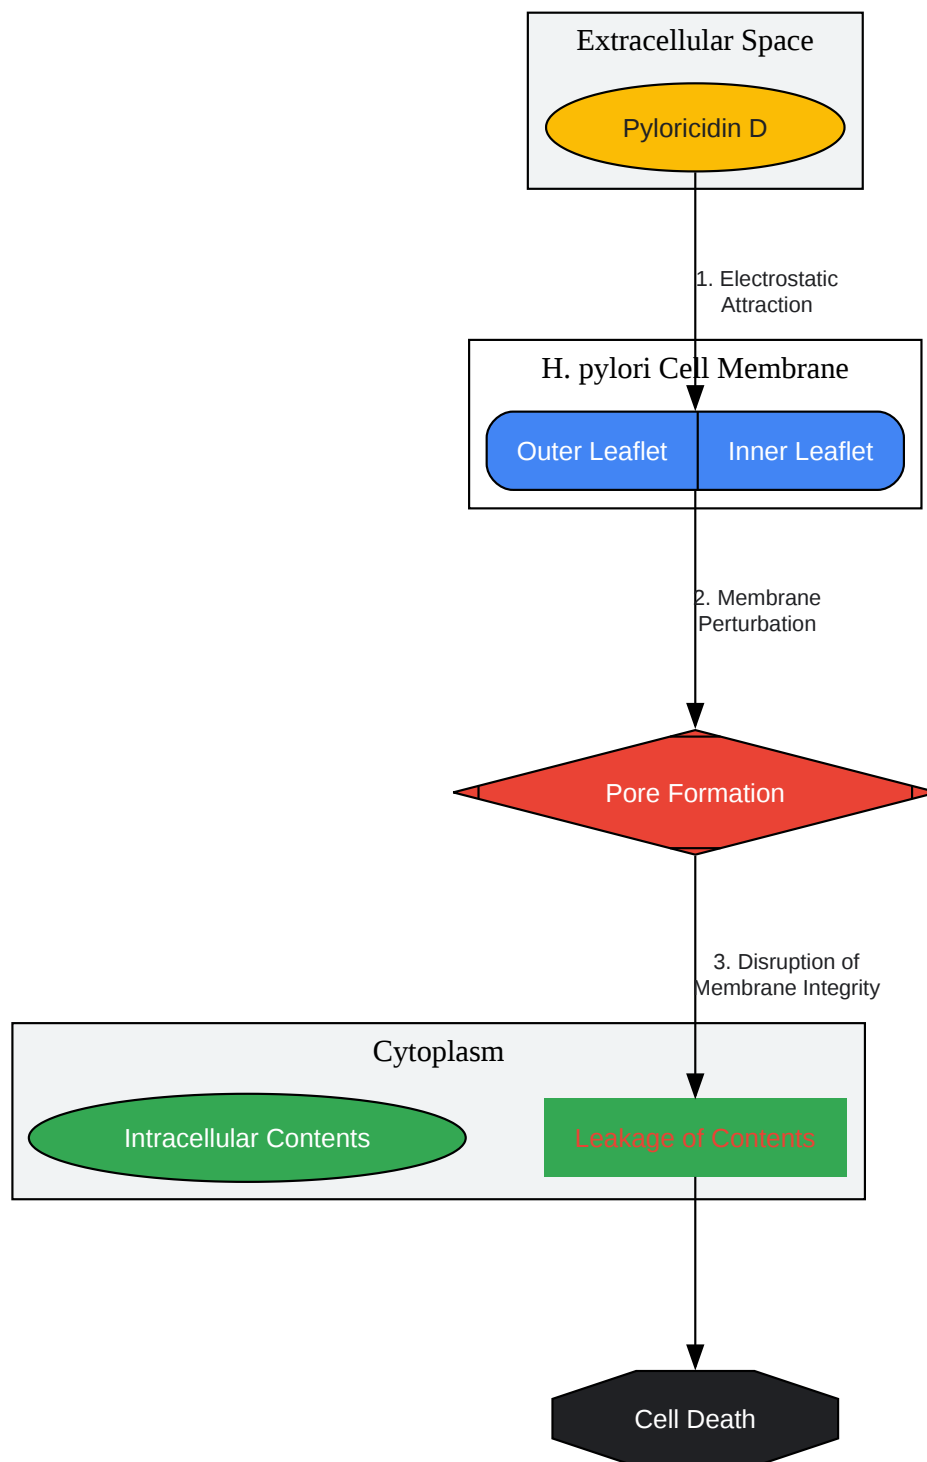 Extracellular Space
Pyloricidin D
1. Electrostatic
Attraction
H. pylori Cell Membrane
Outer Leaflet
Inner Leaflet
2. Membrane
Perturbation
Pore Formation
3. Disruption of
Membrane Integrity
Cytoplasm
Intracellular Contents
Leakage of Contents
Cell Death